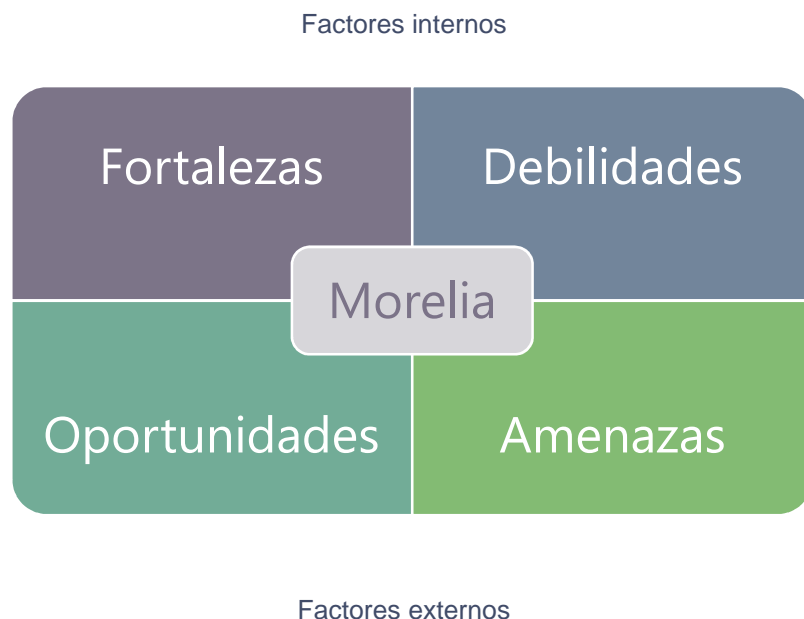 Factores internos
Fortalezas
Debilidades
Morelia
Oportunidades
Amenazas
Factores externos